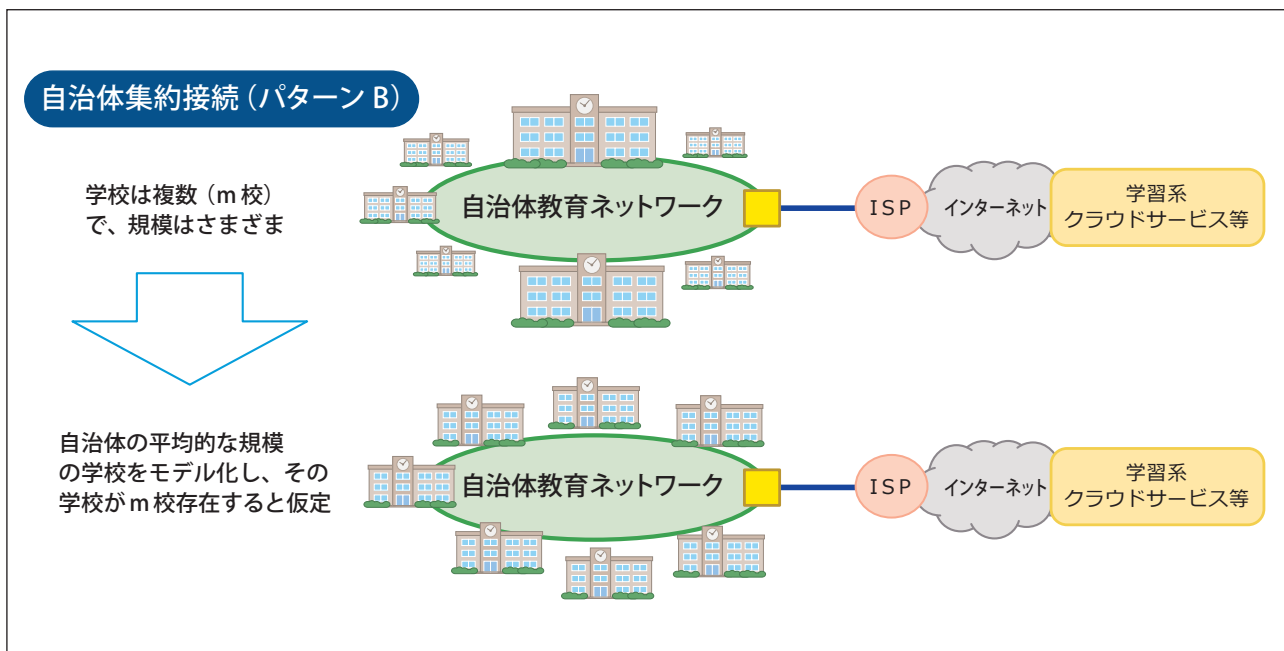 自治体集約接続（パターン B）
学校は複数（m 校）
で、規模はさまざま
自治体教育ネットワーク
ISP
インターネット
学習系
クラウドサービス等
自治体の平均的な規模
の学校をモデル化し、その
学校が m 校存在すると仮定
自治体教育ネットワーク
ISP
インターネット
学習系
クラウドサービス等